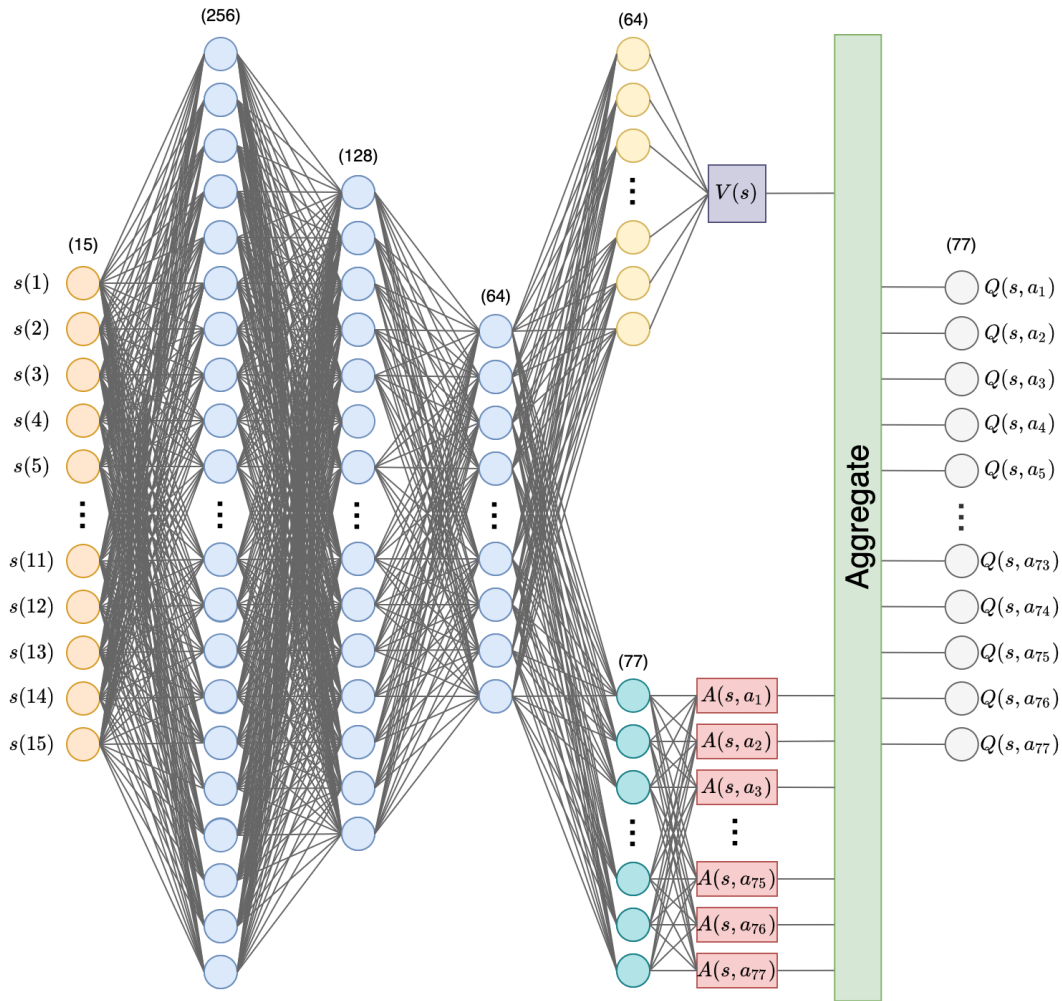 (256)
(64)
(128)
(15)
(64)
(77)
s(1)
s(2)
s(3)
s(4)
s(5)
s(11)
s(12)
s(13)
s(14)
s(15)
V(s)
(77)
A(s, a₁)
A(s, a₂)
A(s, a₃)
A(s, a₇₅)
A(s, a₇₆)
A(s, a₇₇)
Aggregate
Q(s, a₁)
Q(s, a₂)
Q(s, a₃)
Q(s, a₄)
Q(s, a₅)
Q(s, a₇₃)
Q(s, a₇₄)
Q(s, a₇₅)
Q(s, a₇₆)
Q(s, a₇₇)